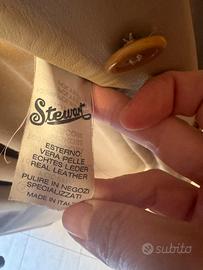 Stewart
ESTERNO:
VERA PELLE
ECHTES LEDER
REAL LEATHER
PULIRE IN NEGOZI
SPECIALIZZATI
MADE IN ITALY
subito